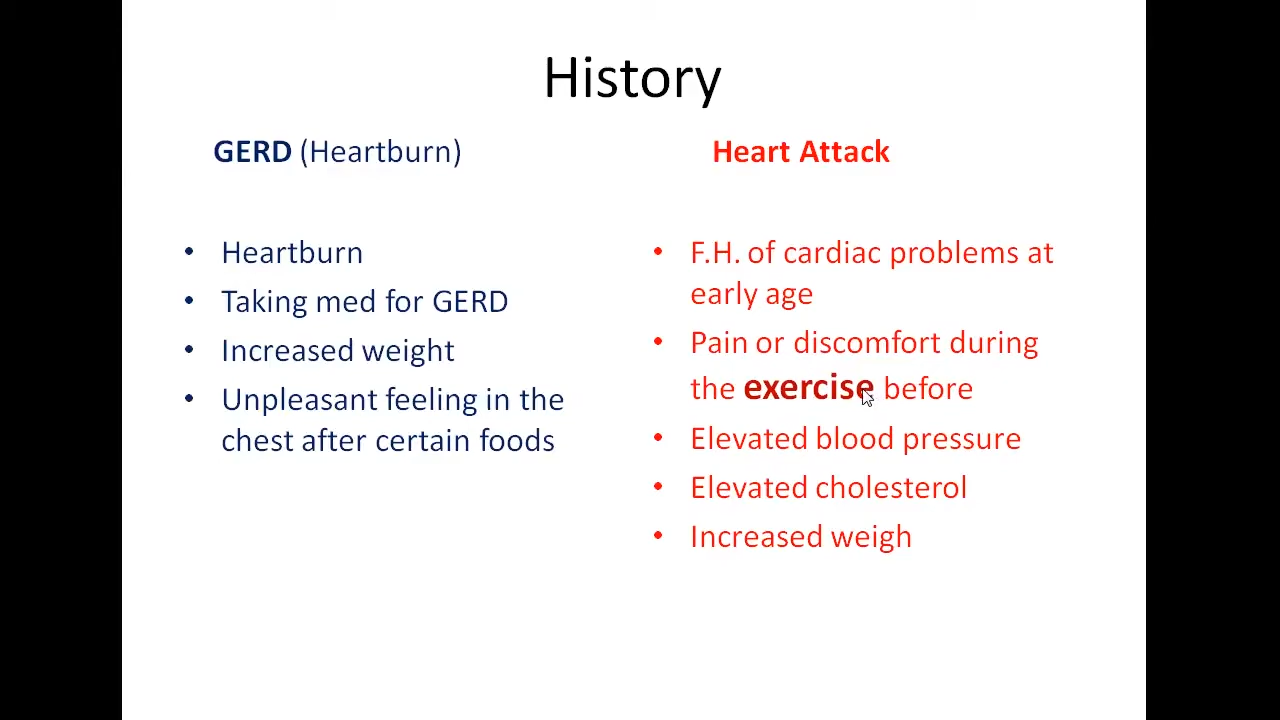 History
GERD (Heartburn)
• Heartburn
• Taking med for GERD
• Increased weight
• Unpleasant feeling in the
chest after certain foods
Heart Attack
• F.H. of cardiac problems at
early age
• Pain or discomfort during
the exercise before
• Elevated blood pressure
• Elevated cholesterol
• Increased weigh